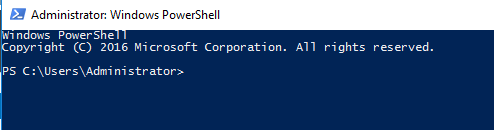 Administrator: Windows PowerShell
Windows PowerShell
Copyright (C) 2016 Microsoft Corporation. All rights reserved.
PS C:\Users\Administrator>